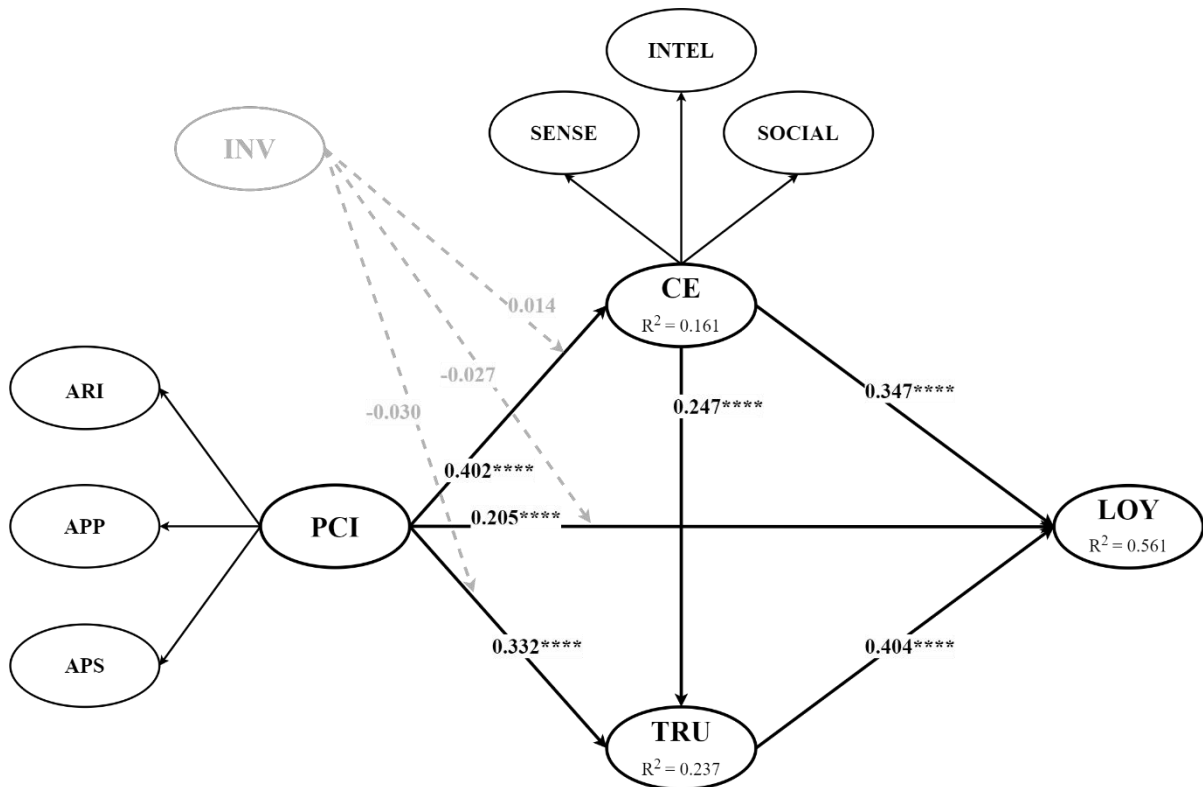 INTEL
SENSE
SOCIAL
INV
CE
R² = 0.161
0.014
-0.027
-0.030
0.347****
0.247****
ARI
0.402****
0.205****
APP
PCI
LOY
R² = 0.561
APS
0.332****
0.404****
TRU
R² = 0.237